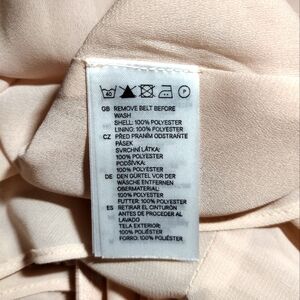 40 P
GB REMOVE BELT BEFORE
WASH
SHELL: 100% POLYESTER
LINING: 100% POLYESTER
CZ PŘED PRANÍM ODSTRAŇTE
PÁSEK
SVRCHNÍ LÁTKA:
100% POLYESTER
PODŠÍVKA:
100% POLYESTER
DE DEN GÜRTEL VOR DER
WÄSCHE ENTFERNEN
OBERMATERIAL:
100% POLYESTER
FUTTER: 100% POLYESTER
ES RETIRAR EL CINTURÓN
ANTES DE PROCEDER AL
LAVADO
TELA EXTERIOR:
100% POLIÉSTER
FORRO: 100% POLIÉSTER